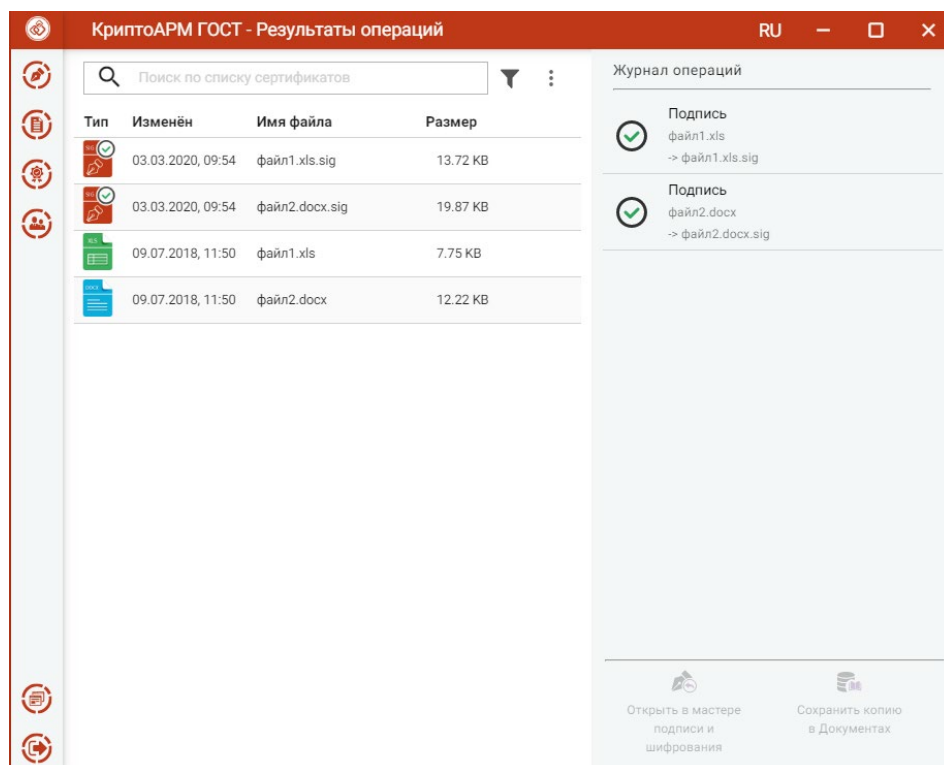 КриптоАРМ ГОСТ - Результаты операций
RU
Поиск по списку сертификатов
Тип Изменён Имя файла Размер
SIG 03.03.2020, 09:54 файл1.xls.sig 13.72 KB
SIG 03.03.2020, 09:54 файл2.docx.sig 19.87 KB
XLS 09.07.2018, 11:50 файл1.xls 7.75 KB
DOCX 09.07.2018, 11:50 файл2.docx 12.22 KB
Журнал операций
Подпись
файл1.xls
-> файл1.xls.sig
Подпись
файл2.docx
-> файл2.docx.sig
Открыть в мастере
подписи и
шифрования
Сохранить копию
в Документах